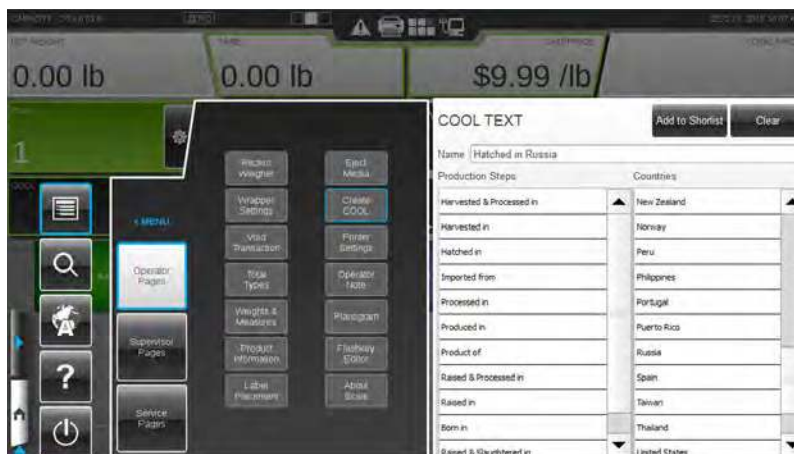 ZERO
0.00 lb
0.00 lb
$9.99 /lb
1
< MENU
Operator
Pages
Supervisor
Pages
Service
Pages
Wrapper
Settings
Void
Transaction
Total
Types
Weights &
Measures
Product
Information
Label
Placement
Eject
Media
Create
COOL
Printer
Settings
Operator
Note
Planogram
Flashkey
Editor
About
Scale
?
COOL TEXT
Add to Shortlist
Clear
Name
Hatched in Russia
Production Steps
Harvested & Processed in
Harvested in
Hatched in
Imported from
Processed in
Produced in
Product of
Raised & Processed in
Raised in
Born in
Raised & Slaughtered in
Countries
New Zealand
Norway
Peru
Philippines
Portugal
Puerto Rico
Russia
Spain
Taiwan
Thailand
United States